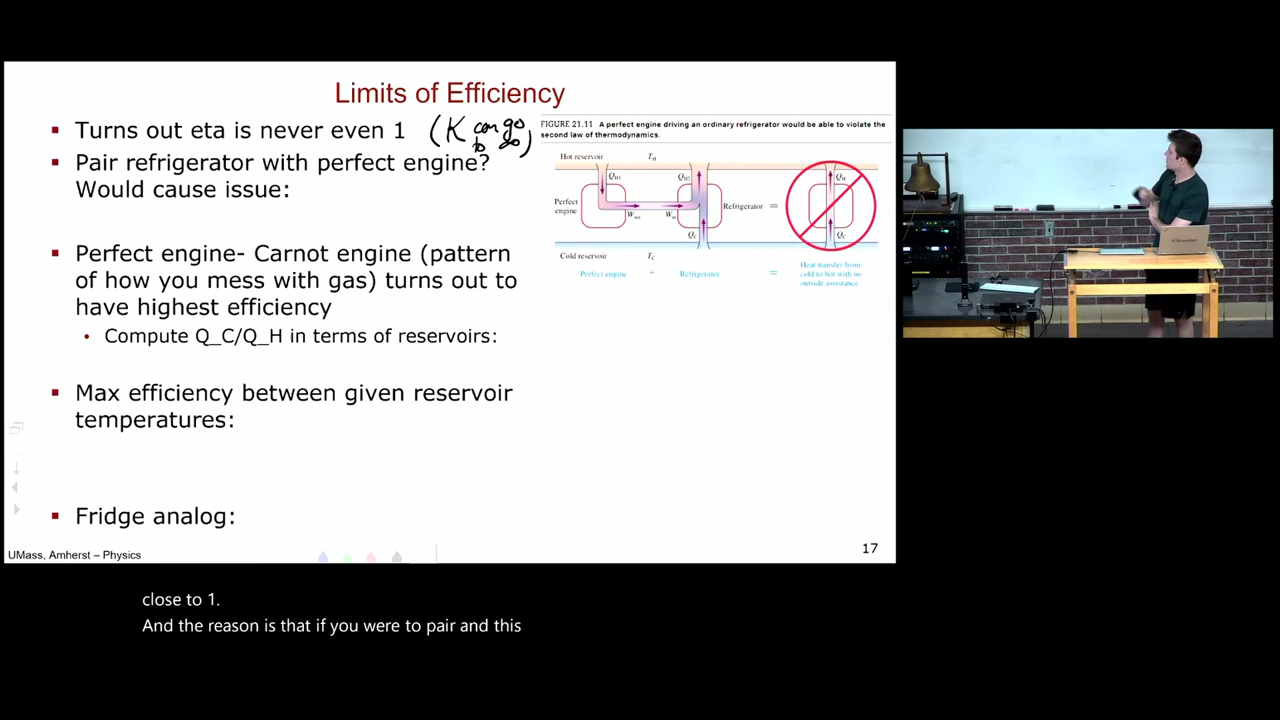 Limits of Efficiency
▪ Turns out eta is never even 1 (K can go to ∞)
▪ Pair refrigerator with perfect engine?
Would cause issue:
▪ Perfect engine- Carnot engine (pattern
of how you mess with gas) turns out to
have highest efficiency
• Compute Q_C/Q_H in terms of reservoirs:
▪ Max efficiency between given reservoir
temperatures:
▪ Fridge analog:
FIGURE 21.11 A perfect engine driving an ordinary refrigerator would be able to violate the
second law of thermodynamics.
Hot reservoir T_H
Q_H1 Q_H2 Q_H
Perfect
engine
W_out W_in
Refrigerator =
Q_C Q_C
Cold reservoir T_C
Perfect engine + Refrigerator = Heat transfer from
cold to hot with no
outside assistance
UMass, Amherst – Physics
17
close to 1.
And the reason is that if you were to pair and this